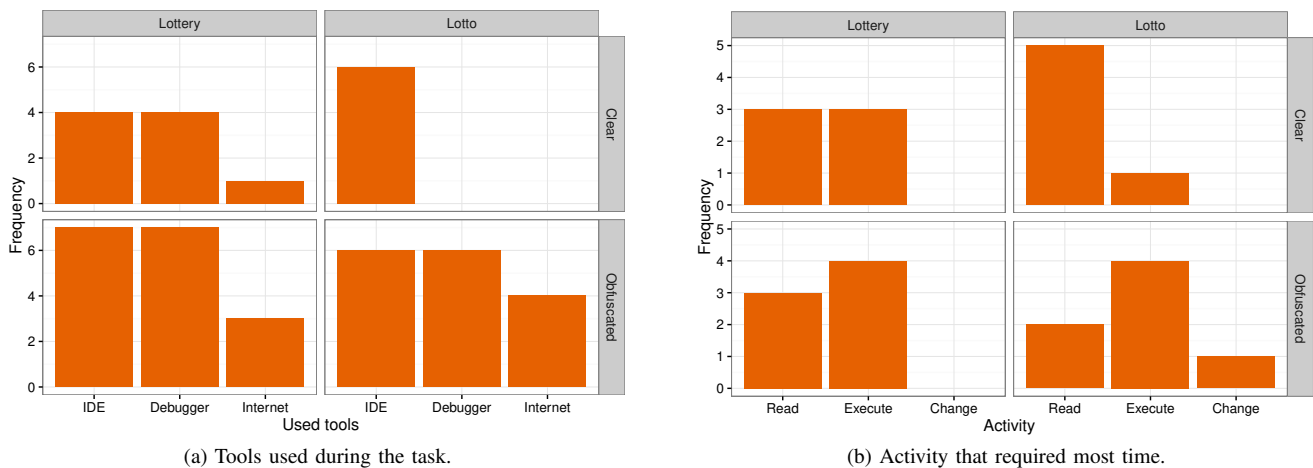 Lottery
Lotto
Frequency
6
4
2
0
Clear
6
4
2
0
Obfuscated
IDE
Debugger
Internet
IDE
Debugger
Internet
Used tools
(a) Tools used during the task.
Lottery
Lotto
Frequency
5
4
3
2
1
0
Clear
5
4
3
2
1
0
Obfuscated
Read
Execute
Change
Read
Execute
Change
Activity
(b) Activity that required most time.